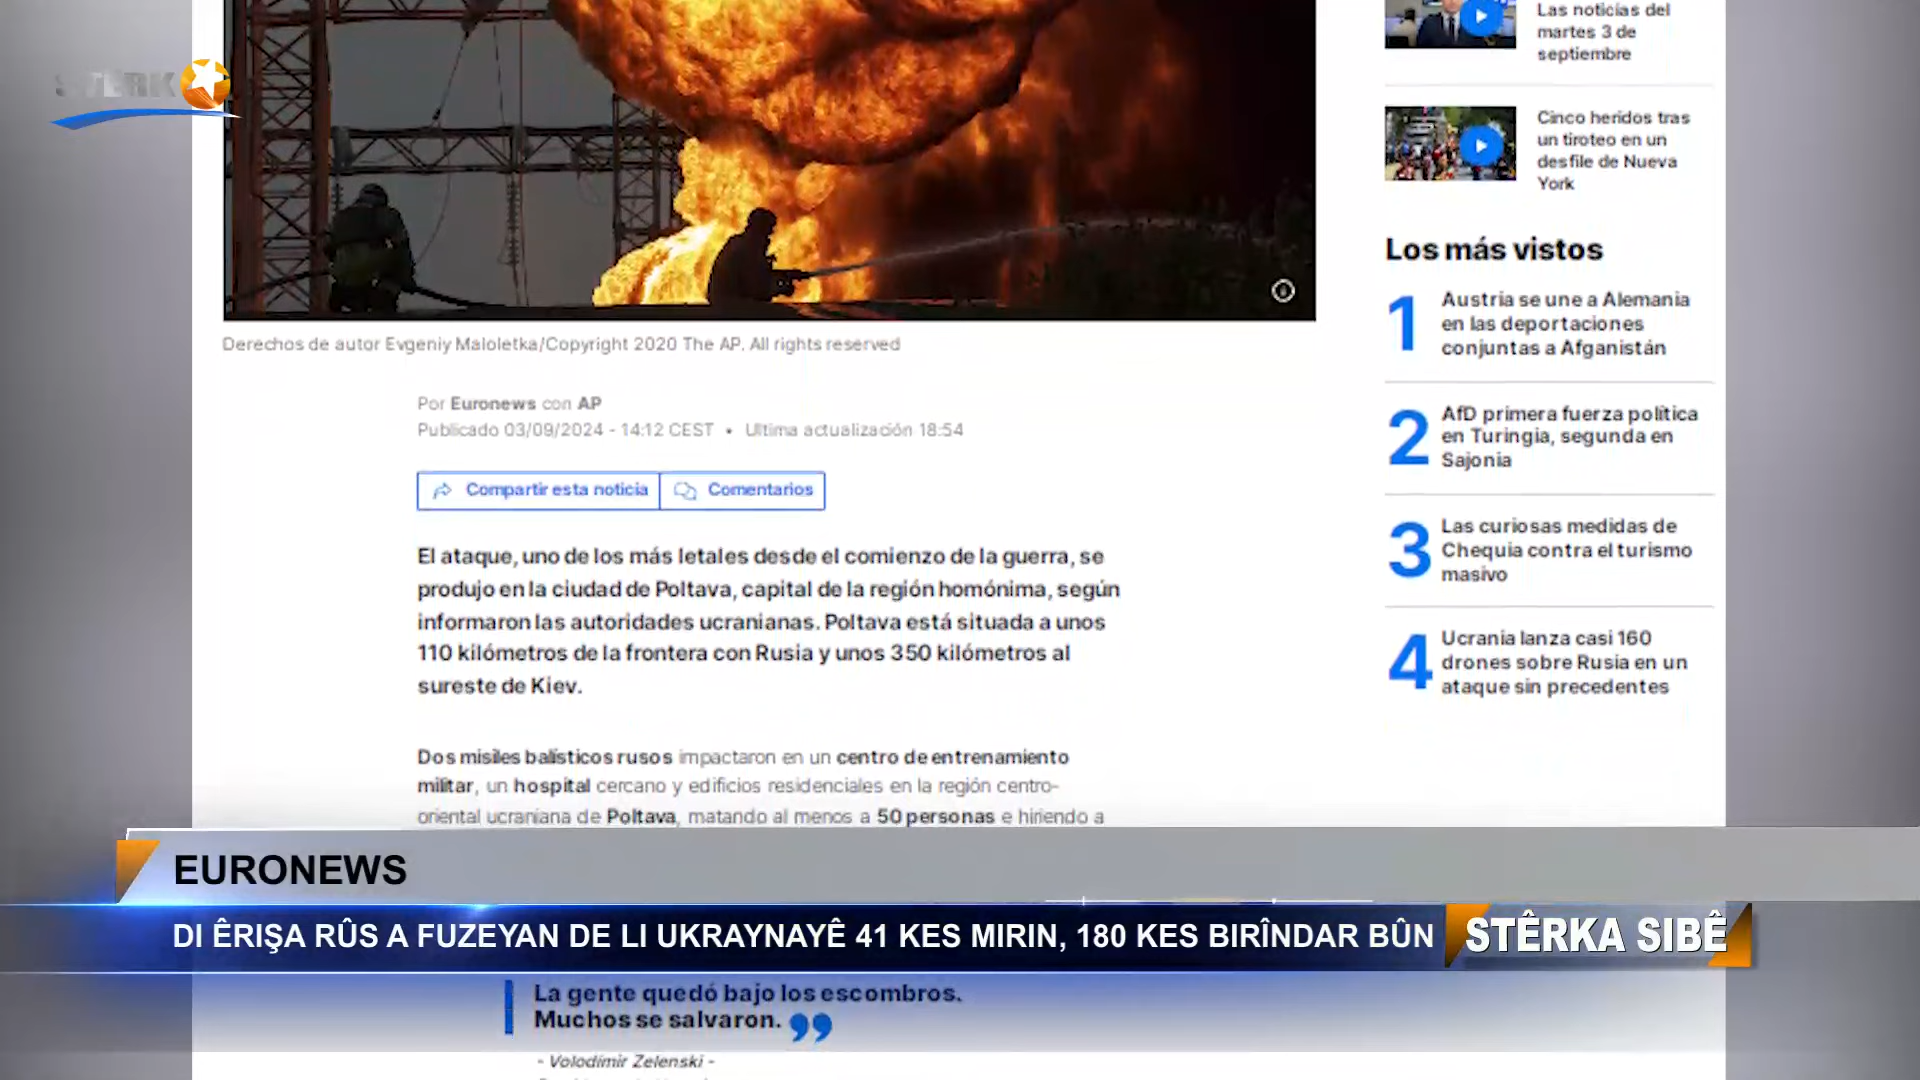 STÊRK
Las noticias del
martes 3 de
septiembre
Cinco heridos tras
un tiroteo en un
desfile de Nueva
York
Los más vistos
1 Austria se une a Alemania
en las deportaciones
conjuntas a Afganistán
2 AfD primera fuerza política
en Turingia, segunda en
Sajonia
3 Las curiosas medidas de
Chequia contra el turismo
masivo
4 Ucrania lanza casi 160
drones sobre Rusia en un
ataque sin precedentes
Derechos de autor Evgeniy Maloletka/Copyright 2020 The AP. All rights reserved
Por Euronews con AP
Publicado 03/09/2024 - 14:12 CEST • Ultima actualización 18:54
Compartir esta noticia Comentarios
El ataque, uno de los más letales desde el comienzo de la guerra, se
produjo en la ciudad de Poltava, capital de la región homónima, según
informaron las autoridades ucranianas. Poltava está situada a unos
110 kilómetros de la frontera con Rusia y unos 350 kilómetros al
sureste de Kiev.
Dos misiles balísticos rusos impactaron en un centro de entrenamiento
militar, un hospital cercano y edificios residenciales en la región centro-
oriental ucraniana de Poltava, matando al menos a 50 personas e hiriendo a
EURONEWS
DI ÊRIŞA RÛS A FUZEYAN DE LI UKRAYNAYÊ 41 KES MIRIN, 180 KES BIRÎNDAR BÛN
STÊRKA SIBÊ
La gente quedó bajo los escombros.
Muchos se salvaron. ”
- Volodímir Zelenski -